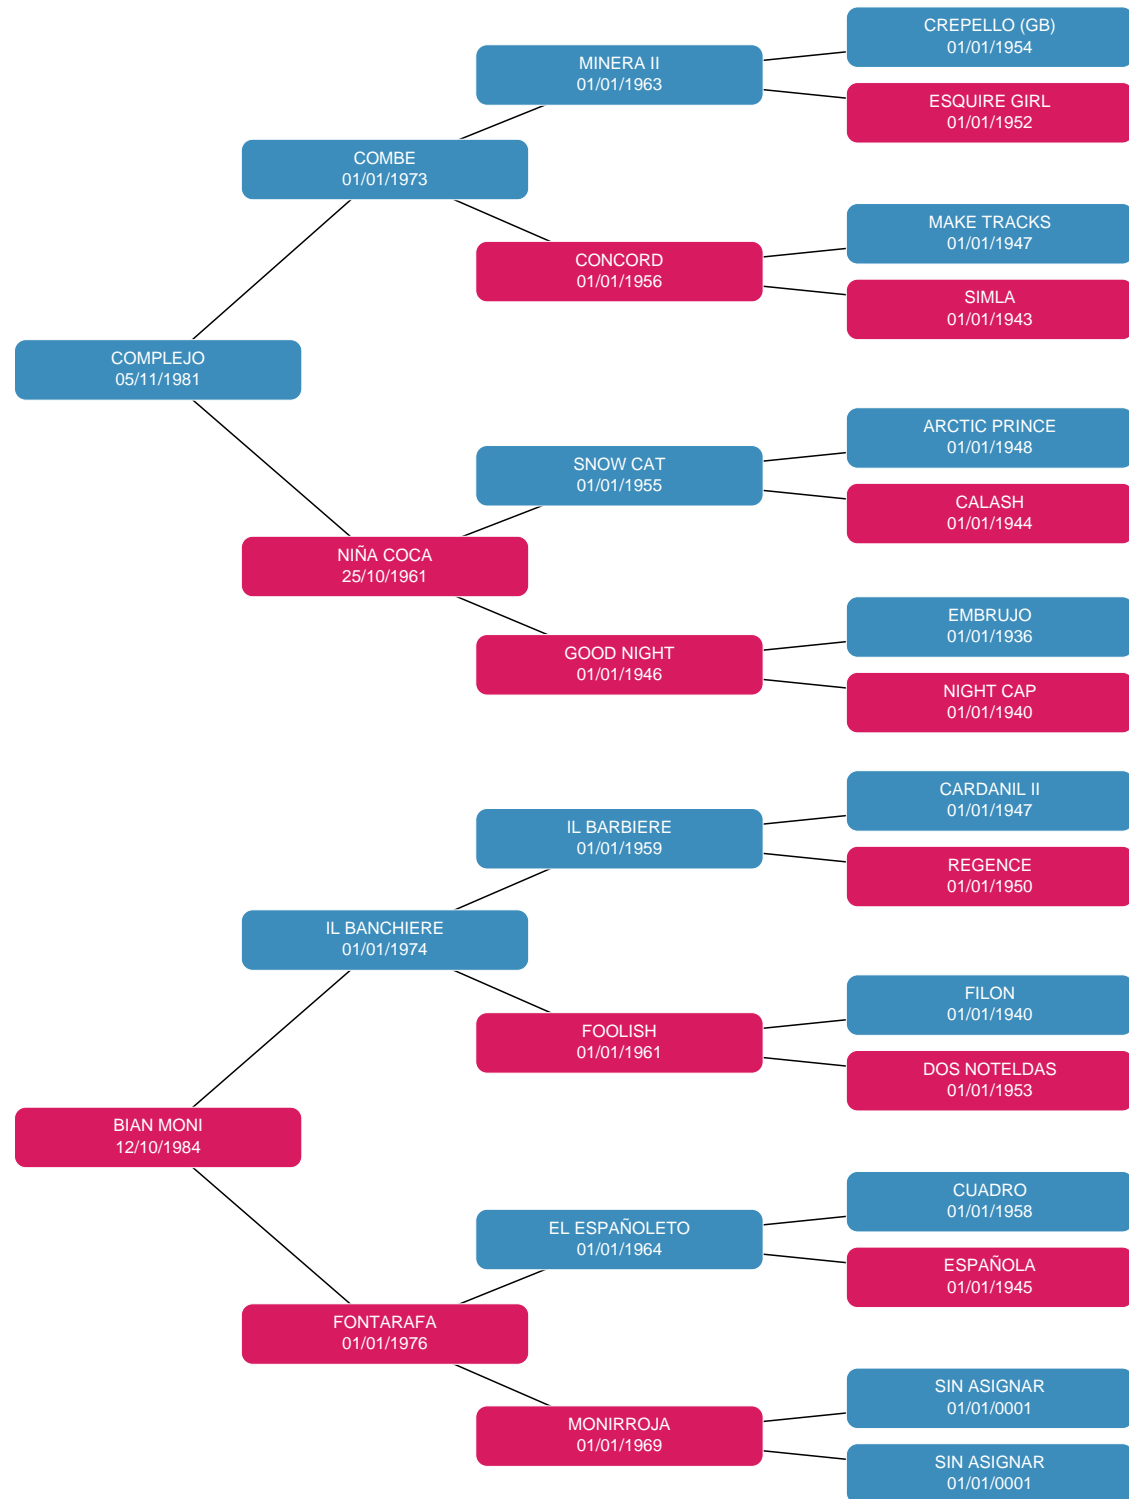 CREPELLO (GB)
01/01/1954
MINERA II
01/01/1963
ESQUIRE GIRL
01/01/1952
COMBE
01/01/1973
MAKE TRACKS
01/01/1947
CONCORD
01/01/1956
SIMLA
01/01/1943
COMPLEJO
05/11/1981
ARCTIC PRINCE
01/01/1948
SNOW CAT
01/01/1955
CALASH
01/01/1944
NIÑA COCA
25/10/1961
EMBRUJO
01/01/1936
GOOD NIGHT
01/01/1946
NIGHT CAP
01/01/1940
CARDANIL II
01/01/1947
IL BARBIERE
01/01/1959
REGENCE
01/01/1950
IL BANCHIERE
01/01/1974
FILON
01/01/1940
FOOLISH
01/01/1961
DOS NOTELDAS
01/01/1953
BIAN MONI
12/10/1984
CUADRO
01/01/1958
EL ESPAÑOLETO
01/01/1964
ESPAÑOLA
01/01/1945
FONTARAFA
01/01/1976
SIN ASIGNAR
01/01/0001
MONIRROJA
01/01/1969
SIN ASIGNAR
01/01/0001